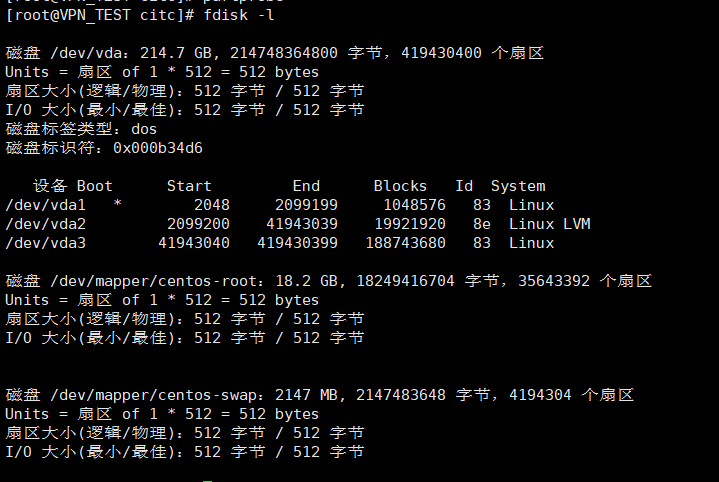 [root@VPN_TEST citc]# partprobe
[root@VPN_TEST citc]# fdisk -l
磁盘 /dev/vda：214.7 GB, 214748364800 字节，419430400 个扇区
Units = 扇区 of 1 * 512 = 512 bytes
扇区大小(逻辑/物理)：512 字节 / 512 字节
I/O 大小(最小/最佳)：512 字节 / 512 字节
磁盘标签类型：dos
磁盘标识符：0x000b34d6
设备 Boot Start End Blocks Id System
/dev/vda1 * 2048 2099199 1048576 83 Linux
/dev/vda2 2099200 41943039 19921920 8e Linux LVM
/dev/vda3 41943040 419430399 188743680 83 Linux
磁盘 /dev/mapper/centos-root：18.2 GB, 18249416704 字节，35643392 个扇区
Units = 扇区 of 1 * 512 = 512 bytes
扇区大小(逻辑/物理)：512 字节 / 512 字节
I/O 大小(最小/最佳)：512 字节 / 512 字节
磁盘 /dev/mapper/centos-swap：2147 MB, 2147483648 字节，4194304 个扇区
Units = 扇区 of 1 * 512 = 512 bytes
扇区大小(逻辑/物理)：512 字节 / 512 字节
I/O 大小(最小/最佳)：512 字节 / 512 字节